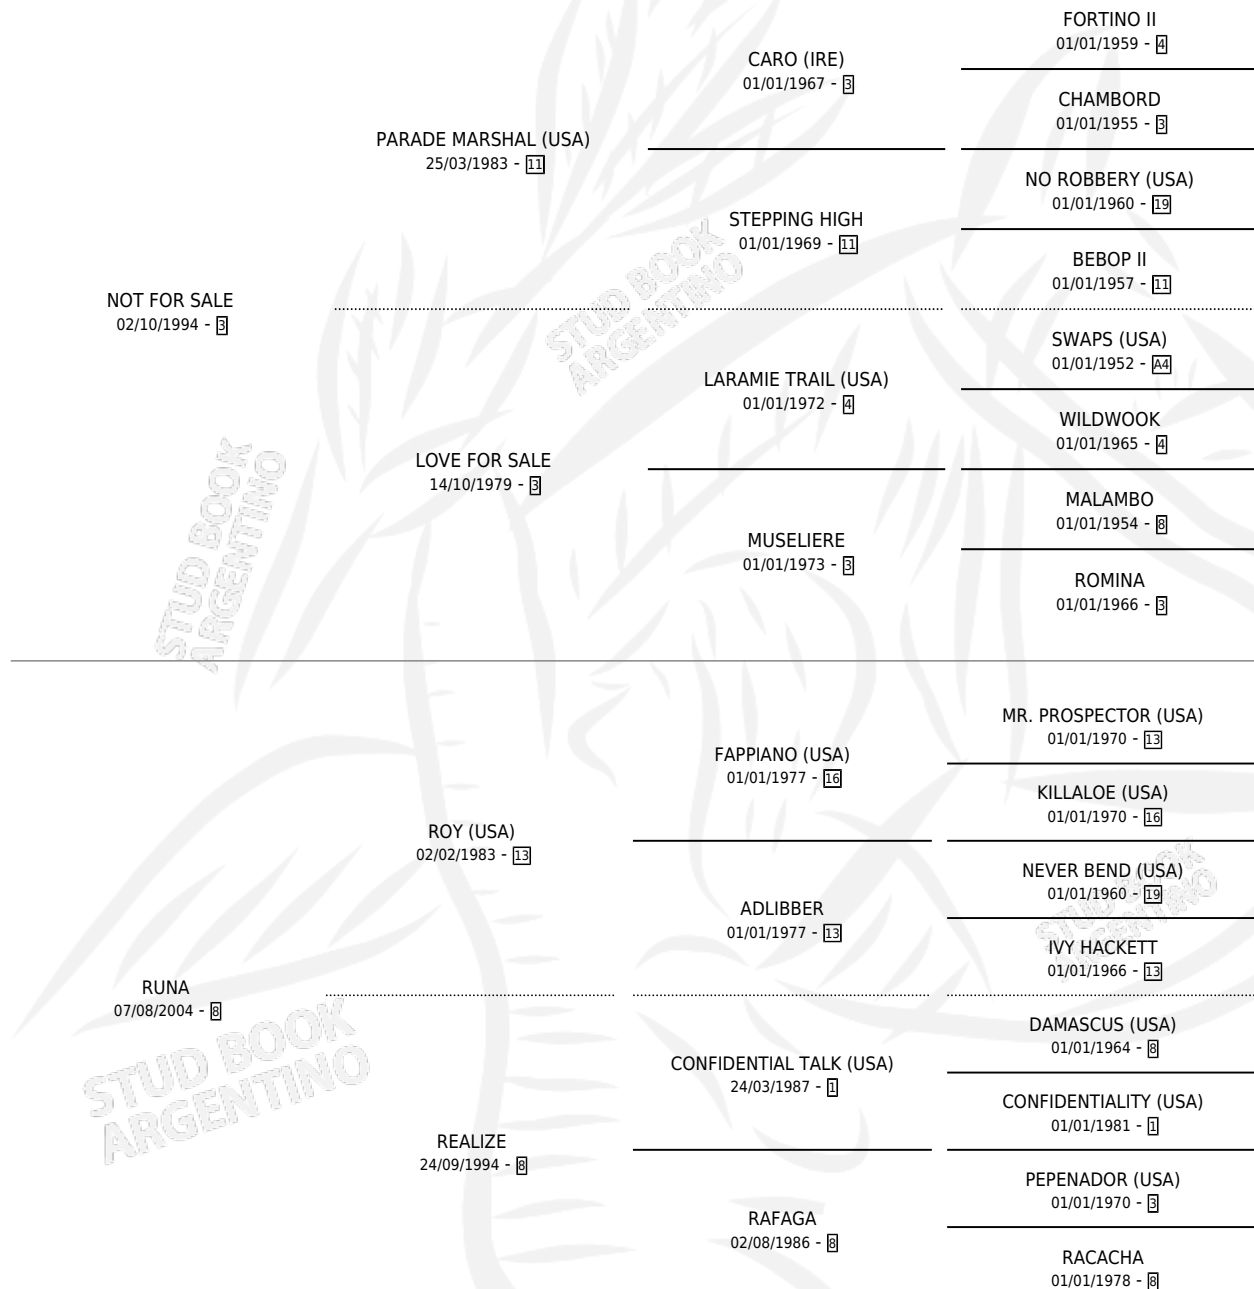 FORTINO II
01/01/1959 - 4
CARO (IRE)
01/01/1967 - 3
CHAMBORD
01/01/1955 - 3
PARADE MARSHAL (USA)
25/03/1983 - 11
NO ROBBERY (USA)
01/01/1960 - 19
STEPPING HIGH
01/01/1969 - 11
BEBOP II
01/01/1957 - 11
NOT FOR SALE
02/10/1994 - 3
SWAPS (USA)
01/01/1952 - A4
LARAMIE TRAIL (USA)
01/01/1972 - 4
WILDWOOK
01/01/1965 - 4
LOVE FOR SALE
14/10/1979 - 3
MALAMBO
01/01/1954 - 8
MUSELIERE
01/01/1973 - 3
ROMINA
01/01/1966 - 3
MR. PROSPECTOR (USA)
01/01/1970 - 13
FAPPIANO (USA)
01/01/1977 - 16
KILLALOE (USA)
01/01/1970 - 16
ROY (USA)
02/02/1983 - 13
NEVER BEND (USA)
01/01/1960 - 19
ADLIBBER
01/01/1977 - 13
IVY HACKETT
01/01/1966 - 13
RUNA
07/08/2004 - 8
DAMASCUS (USA)
01/01/1964 - 8
CONFIDENTIAL TALK (USA)
24/03/1987 - 1
CONFIDENTIALITY (USA)
01/01/1981 - 1
REALIZE
24/09/1994 - 8
PEPENADOR (USA)
01/01/1970 - 3
RAFAGA
02/08/1986 - 8
RACACHA
01/01/1978 - 8
STUD BOOK
ARGENTINO
STUD BOOK
ARGENTINO
STUD BOOK
ARGENTINO
STUD BOOK
ARGENTINO